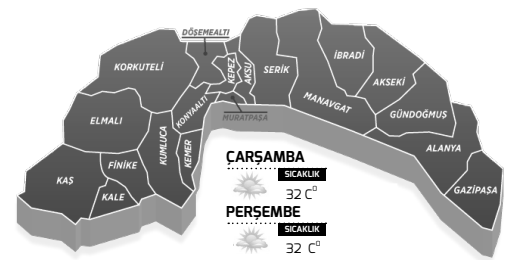 DÖŞEMEALTI
KORKUTELİ
KEPEZ
AKSU
SERİK
İBRADI
AKSEKİ
ELMALI
KONYAALTI
MANAVGAT
GÜNDOĞMUŞ
MURATPAŞA
KUMLUCA
KEMER
ALANYA
FİNİKE
KAŞ
KALE
GAZİPAŞA
ÇARŞAMBA
SICAKLIK
32 C°
PERŞEMBE
SICAKLIK
32 C°